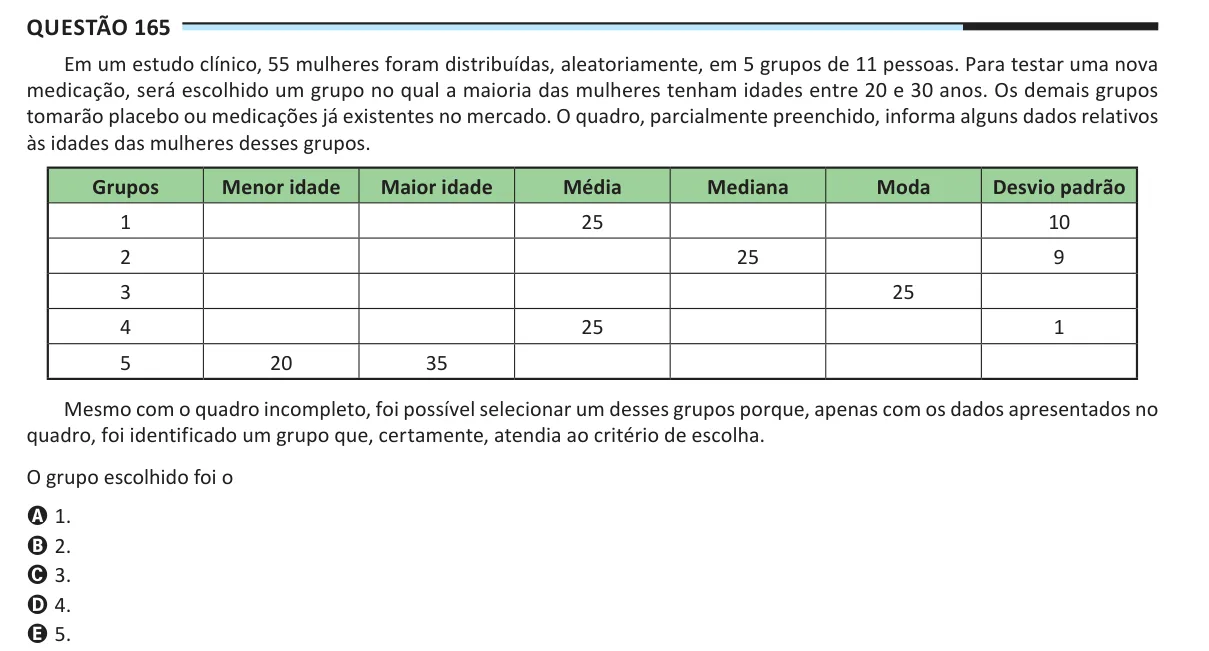 QUESTÃO 165
Em um estudo clínico, 55 mulheres foram distribuídas, aleatoriamente, em 5 grupos de 11 pessoas. Para testar uma nova
medicação, será escolhido um grupo no qual a maioria das mulheres tenham idades entre 20 e 30 anos. Os demais grupos
tomarão placebo ou medicações já existentes no mercado. O quadro, parcialmente preenchido, informa alguns dados relativos
às idades das mulheres desses grupos.
Grupos Menor idade Maior idade Média Mediana Moda Desvio padrão
1 25 10
2 25 9
3 25
4 25 1
5 20 35
Mesmo com o quadro incompleto, foi possível selecionar um desses grupos porque, apenas com os dados apresentados no
quadro, foi identificado um grupo que, certamente, atendia ao critério de escolha.
O grupo escolhido foi o
A 1.
B 2.
C 3.
D 4.
E 5.